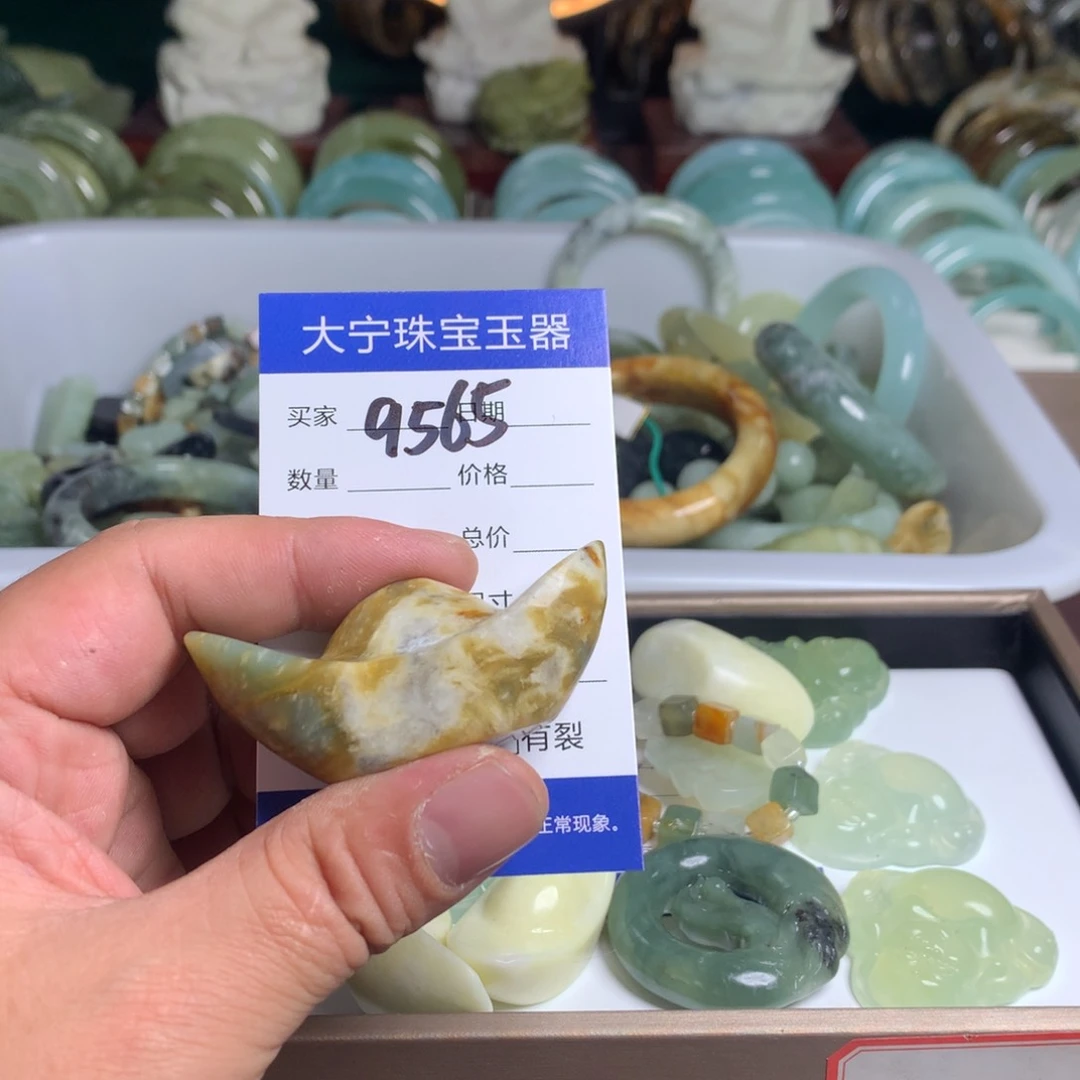 大宁珠宝玉器
买家 9565 日期
数量 价格
总价
寸
有裂
正常现象。